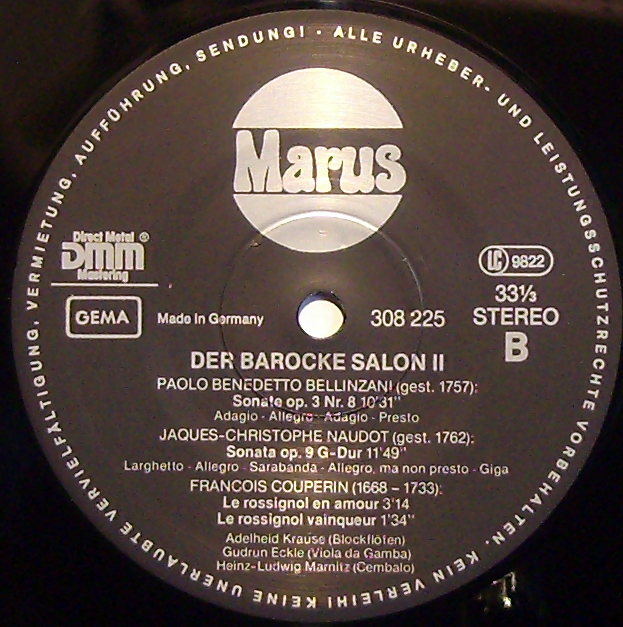 ALLE URHEBER- UND LEISTUNGSSCHUTZRECHTE VORBEHALTEN. KEIN VERLEIH! KEINE UNERLAUBTE VERVIELFÄLTIGUNG, VERMIETUNG, AUFFÜHRUNG, SENDUNG! ·
Marus
Direct Metal ®
DMM
Mastering
LC 9822
GEMA
Made in Germany
308 225
33⅓
STEREO
B
DER BAROCKE SALON II
PAOLO BENEDETTO BELLINZANI (gest. 1757):
Sonate op. 3 Nr. 8 10'31"
Adagio - Allegro - Adagio - Presto
JAQUES-CHRISTOPHE NAUDOT (gest. 1762):
Sonata op. 9 G-Dur 11'49"
Larghetto - Allegro - Sarabanda - Allegro, ma non presto - Giga
FRANCOIS COUPERIN (1668 – 1733):
Le rossignol en amour 3'14
Le rossignol vainqueur 1'34"
Adelheid Krause (Blockflöten)
Gudrun Eckle (Viola da Gamba)
Heinz-Ludwig Marnitz (Cembalo)